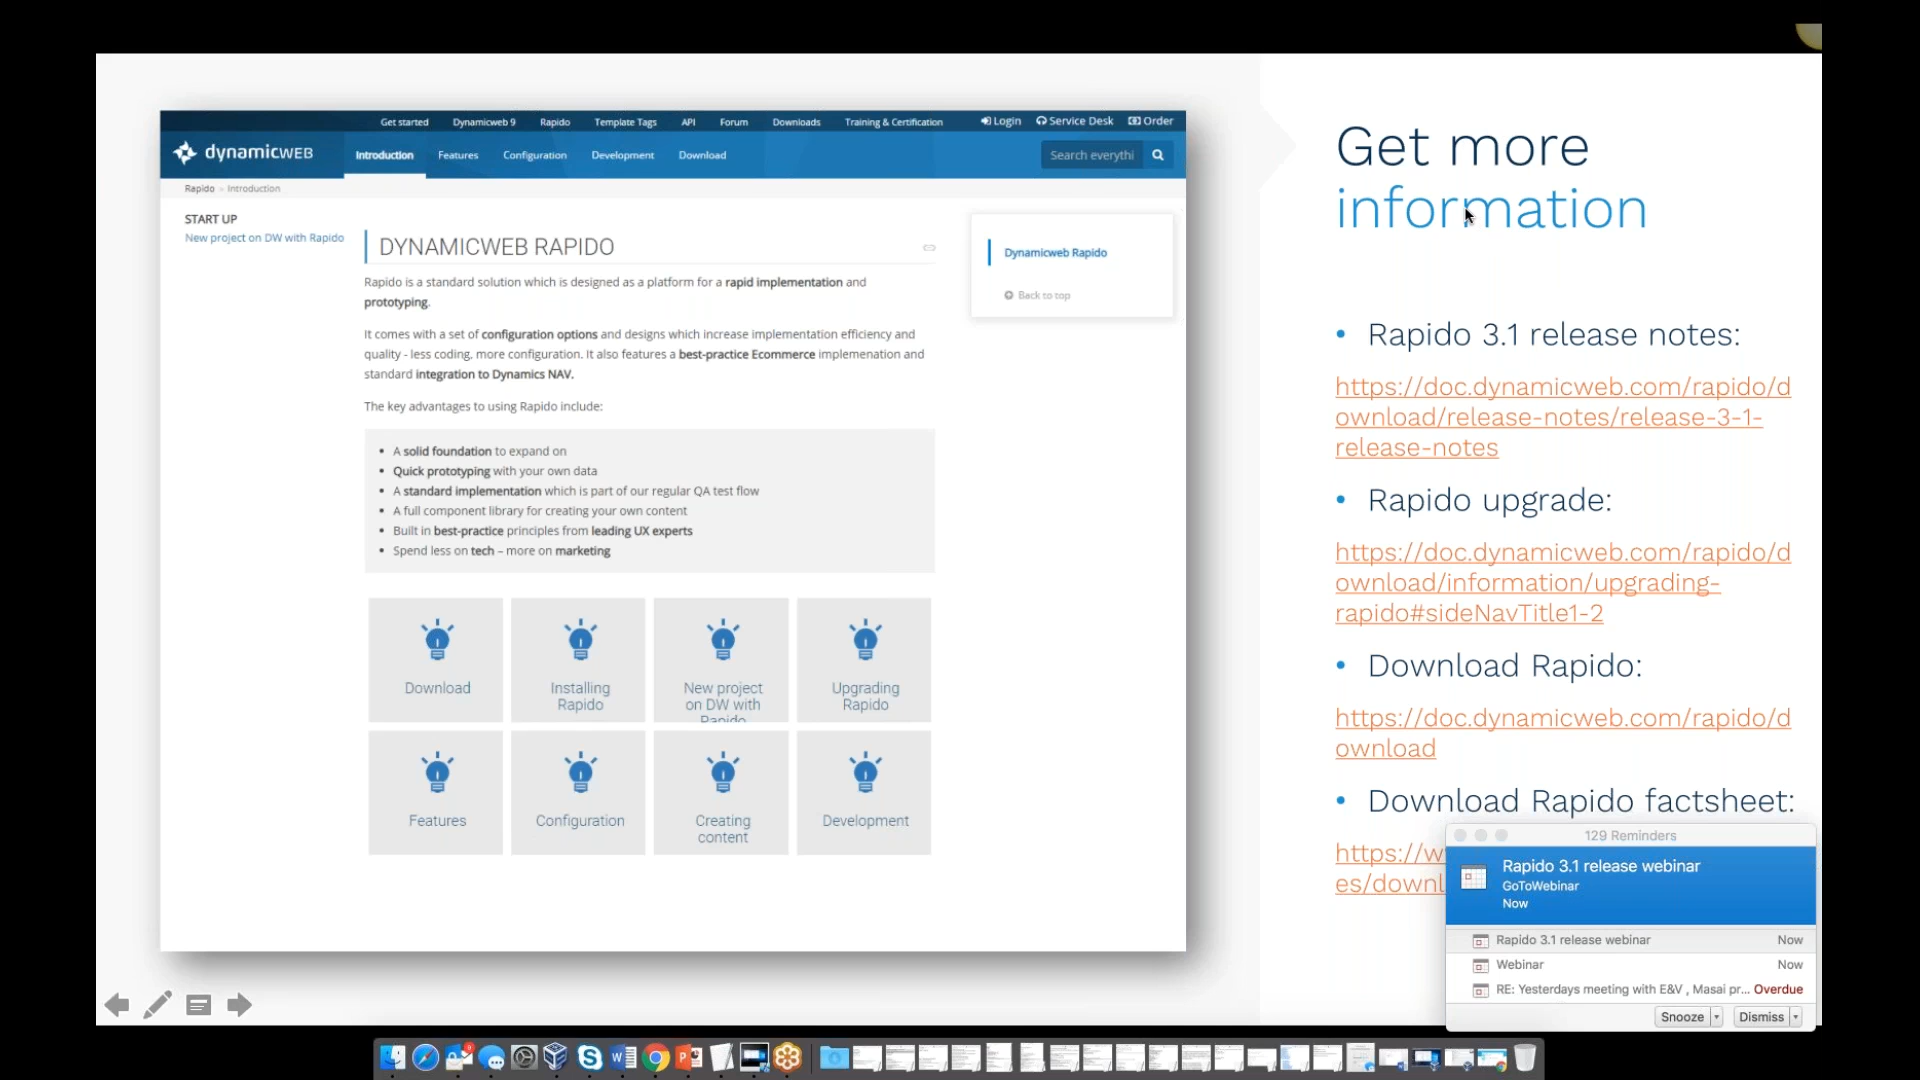 Get started Dynamicweb 9 Rapido Template Tags API Forum Downloads Training & Certification Login Service Desk Order
dynamicWEB Introduction Features Configuration Development Download Search everythi
Rapido > Introduction
START UP
New project on DW with Rapido
DYNAMICWEB RAPIDO
Rapido is a standard solution which is designed as a platform for a rapid implementation and
prototyping.
It comes with a set of configuration options and designs which increase implementation efficiency and
quality - less coding, more configuration. It also features a best-practice Ecommerce implemenation and
standard integration to Dynamics NAV.
The key advantages to using Rapido include:
• A solid foundation to expand on
• Quick prototyping with your own data
• A standard implementation which is part of our regular QA test flow
• A full component library for creating your own content
• Built in best-practice principles from leading UX experts
• Spend less on tech – more on marketing
Dynamicweb Rapido
Back to top
Download
Installing
Rapido
New project
on DW with
Rapido
Upgrading
Rapido
Features
Configuration
Creating
content
Development
Get more
information
• Rapido 3.1 release notes:
https://doc.dynamicweb.com/rapido/d
ownload/release-notes/release-3-1-
release-notes
• Rapido upgrade:
https://doc.dynamicweb.com/rapido/d
ownload/information/upgrading-
rapido#sideNavTitle1-2
• Download Rapido:
https://doc.dynamicweb.com/rapido/d
ownload
• Download Rapido factsheet:
https://w
es/downl
129 Reminders
Rapido 3.1 release webinar
GoToWebinar
Now
Rapido 3.1 release webinar Now
Webinar Now
RE: Yesterdays meeting with E&V , Masai pr... Overdue
Snooze Dismiss